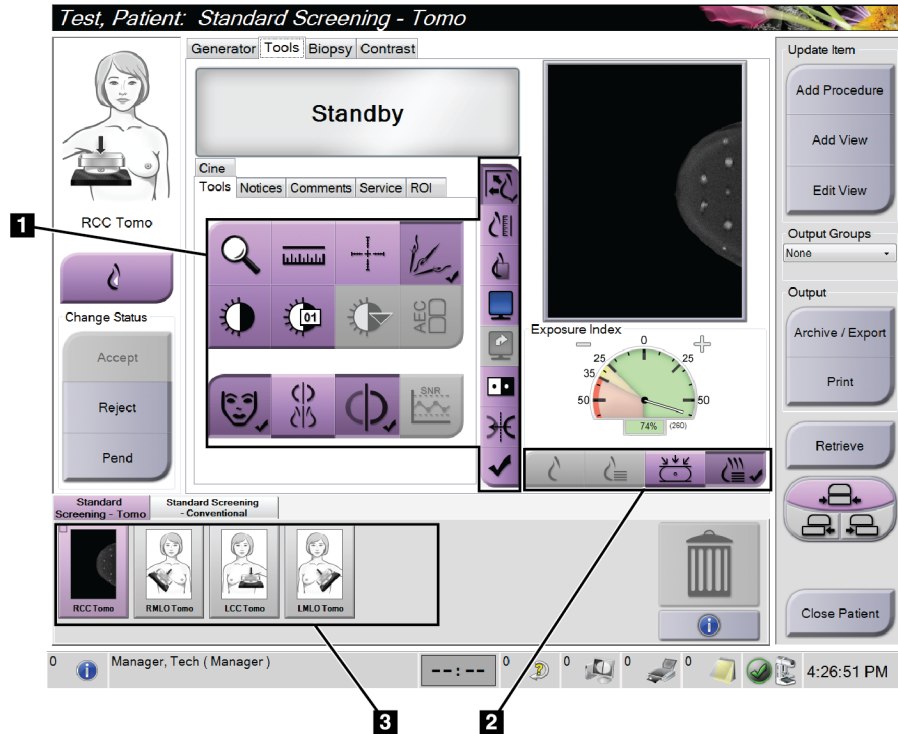 Test, Patient: Standard Screening - Tomo
Generator Tools Biopsy Contrast
Standby
Cine
Tools Notices Comments Service ROI
01
AEC
SNR
RCC Tomo
Change Status
Accept
Reject
Pend
Exposure Index
0
25 25
35
50 50
74% (260)
Update Item
Add Procedure
Add View
Edit View
Output Groups
None
Output
Archive / Export
Print
Retrieve
Close Patient
Standard Screening - Tomo
Standard Screening - Conventional
RCC Tomo RMLO Tomo LCC Tomo LMLO Tomo
0 Manager, Tech ( Manager ) --:-- 0 0 0 0 4:26:51 PM
1
3 2